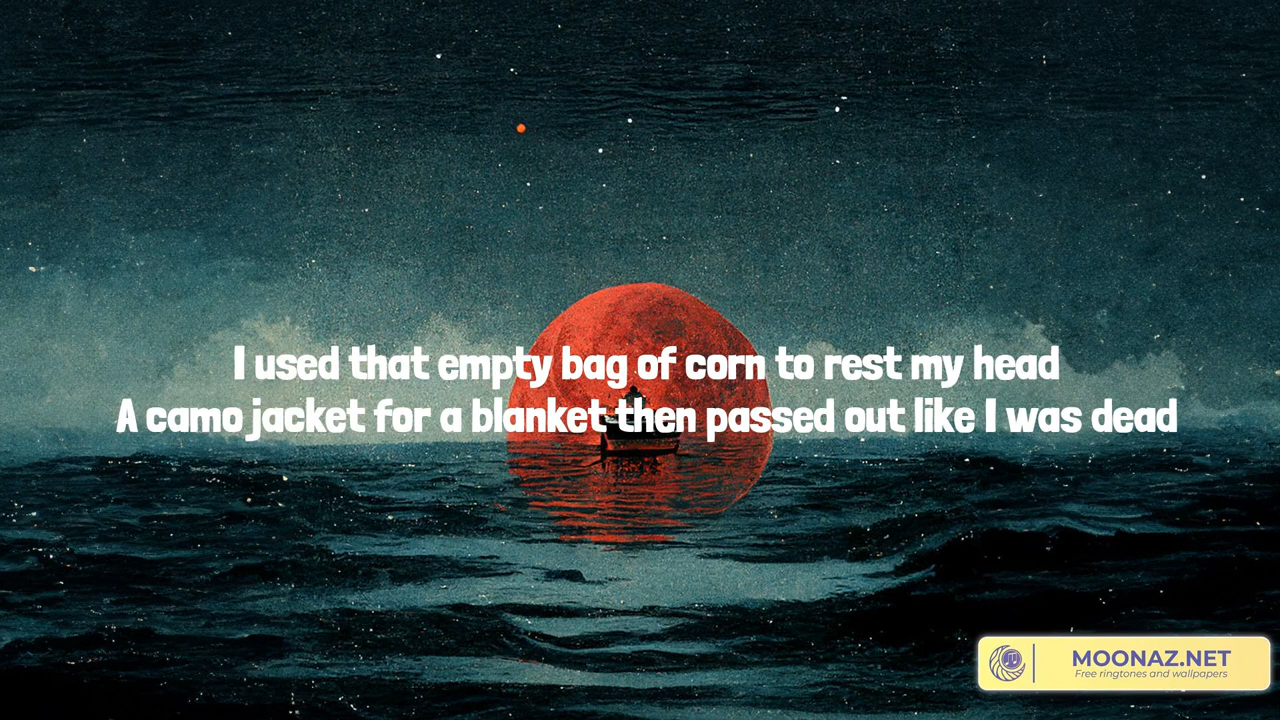 I used that empty bag of corn to rest my head
A camo jacket for a blanket then passed out like I was dead
MOONAZ.NET
Free ringtones and wallpapers